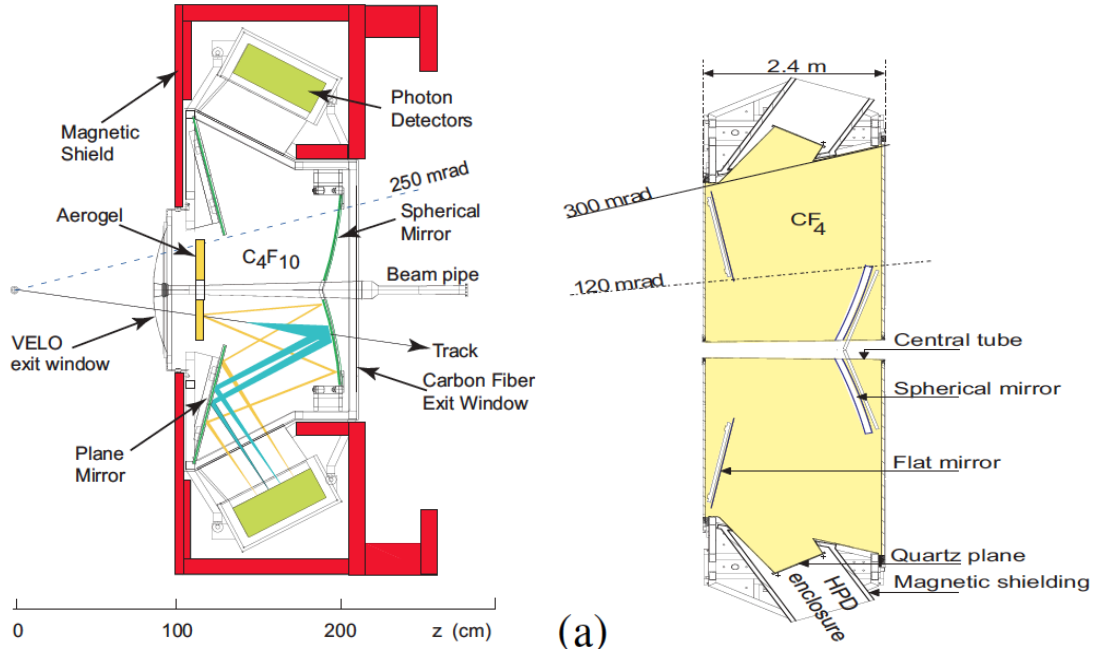 Photon
Detectors
Magnetic
Shield
250 mrad
Aerogel
Spherical
Mirror
C4F10
Beam pipe
VELO
exit window
Track
Carbon Fiber
Exit Window
Plane
Mirror
0
100
200
z (cm)
(a)
2.4 m
300 mrad
CF4
120 mrad
Central tube
Spherical mirror
Flat mirror
Quartz plane
Magnetic shielding
HPD
enclosure